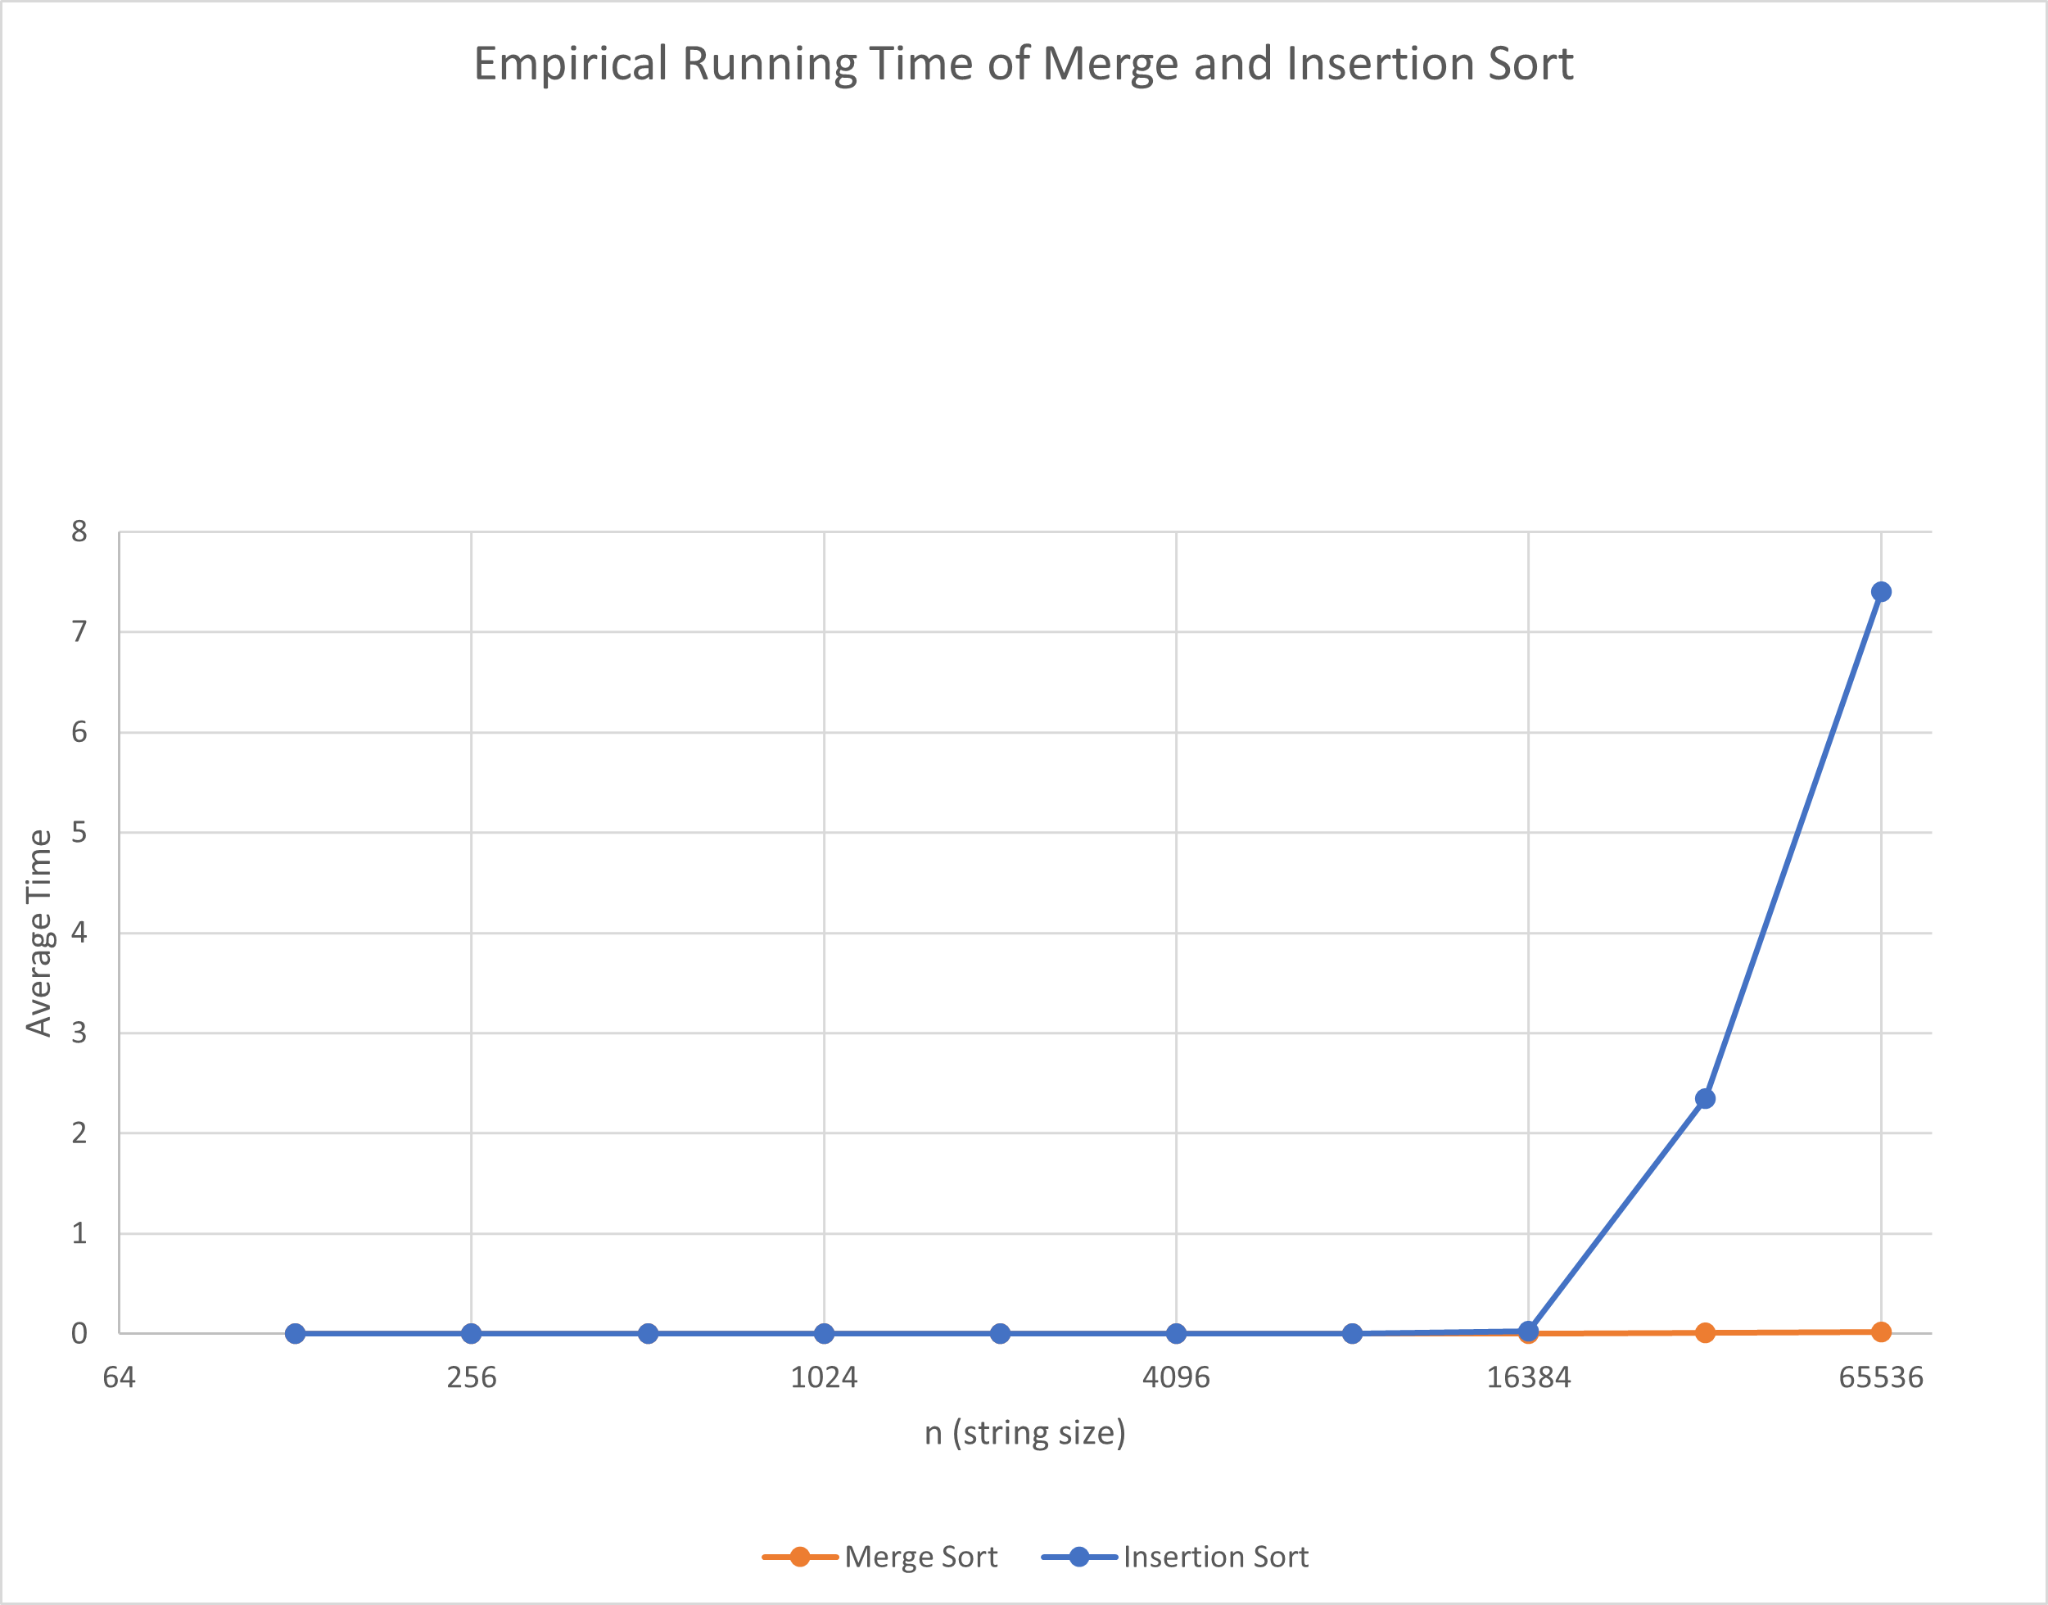 Empirical Running Time of Merge and Insertion Sort
8
7
6
5
4
3
2
1
0
Average Time
64 256 1024 4096 16384 65536
n (string size)
Merge Sort Insertion Sort